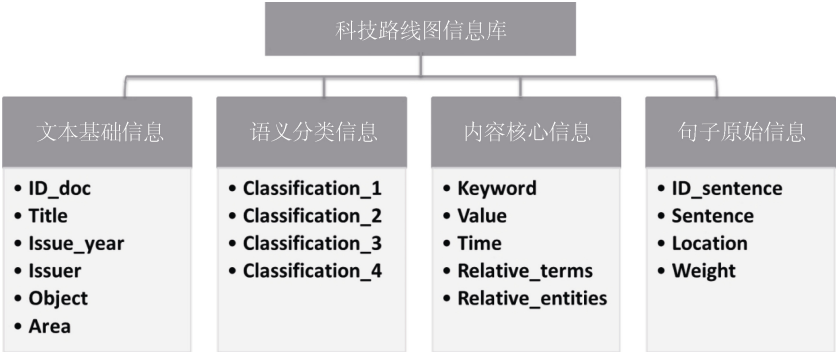 科技路线图信息库
文本基础信息
• ID_doc
• Title
• Issue_year
• Issuer
• Object
• Area
语义分类信息
• Classification_1
• Classification_2
• Classification_3
• Classification_4
内容核心信息
• Keyword
• Value
• Time
• Relative_terms
• Relative_entities
句子原始信息
• ID_sentence
• Sentence
• Location
• Weight